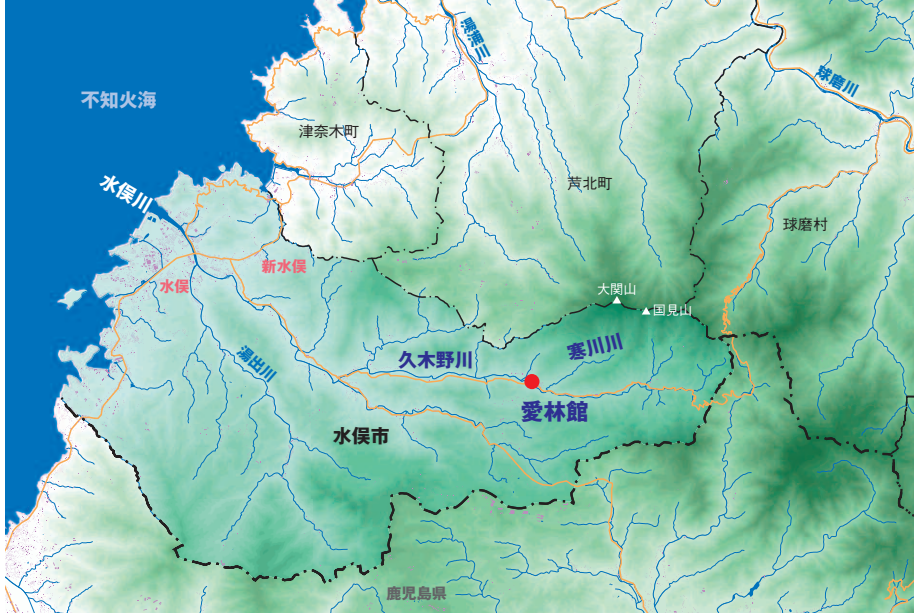 湯浦川
球磨川
不知火海
津奈木町
芦北町
水俣川
球磨村
新水俣
水俣
大関山
国見山
寒川川
久木野川
湯出川
愛林館
水俣市
鹿児島県